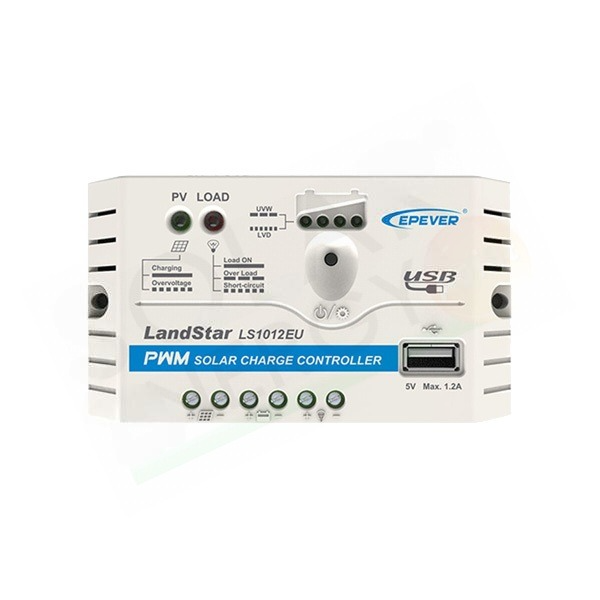 PV LOAD
UVW
LVD
EPEVER
Charging
Overvoltage
Load ON
Over Load
Short-circuit
USB
LandStar LS1012EU
PWM SOLAR CHARGE CONTROLLER
5V Max. 1.2A